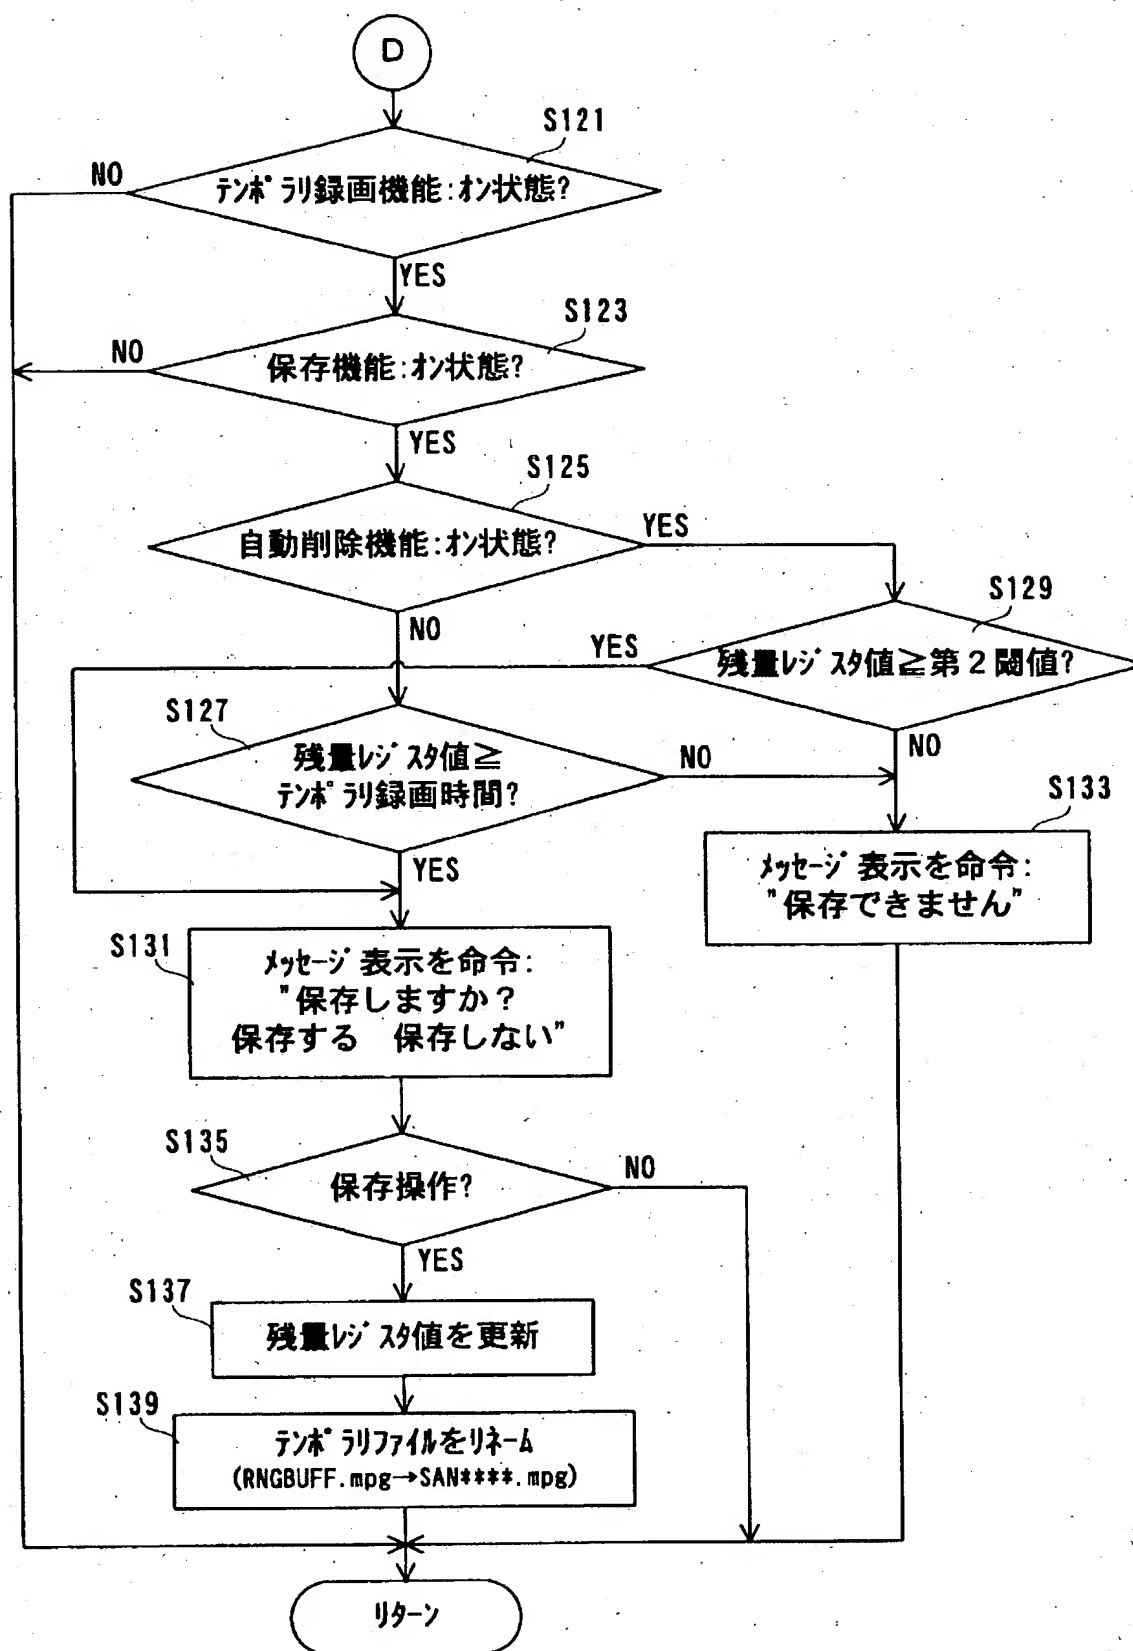 D
S121
NO
テンポラリ録画機能:オン状態?
YES
S123
NO
保存機能:オン状態?
YES
S125
自動削除機能:オン状態?
YES
NO
S129
YES
残量レジスタ値≧第2閾値?
S127
残量レジスタ値≧
テンポラリ録画時間?
NO
NO
YES
S133
メッセージ表示を命令:
"保存できません"
S131
メッセージ表示を命令:
"保存しますか?
保存する 保存しない"
S135
保存操作?
NO
YES
S137
残量レジスタ値を更新
S139
テンポラリファイルをリネーム
(RNGBUFF.mpg→SAN****.mpg)
リターン